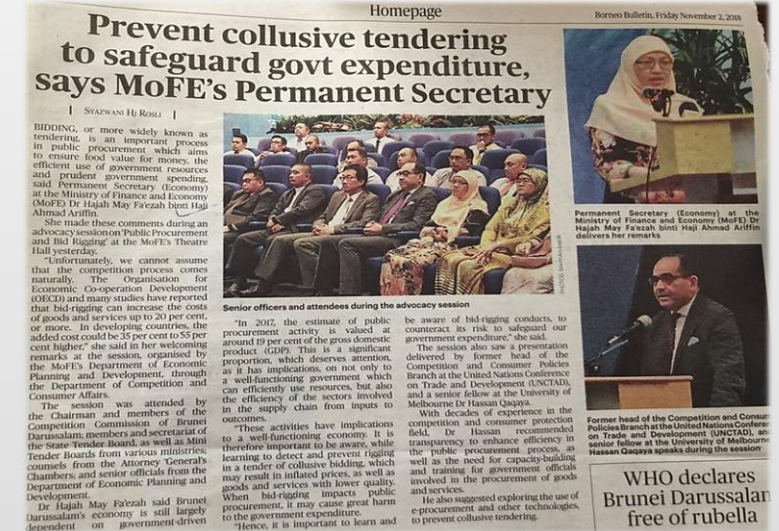 Homepage
Borneo Bulletin, Friday November 2, 2018
Prevent collusive tendering
to safeguard govt expenditure,
says MoFE's Permanent Secretary
SYAZWANI HJ ROSLI
BIDDING, or more widely known as
tendering, is an important process
in public procurement which aims
to ensure food value for money, the
efficient use of government resources
and prudent government spending,
said Permanent Secretary (Economy)
at the Ministry of Finance and Economy
(MoFE) Dr Hajah May Fa'ezah binti Haji
Ahmad Ariffin.
She made these comments during an
advocacy session on 'Public Procurement
and Bid Rigging' at the MoFE's Theatre
Hall yesterday.
"Unfortunately, we cannot assume
that the competition process comes
naturally. The Organisation for
Economic Co-operation Development
(OECD) and many studies have reported
that bid-rigging can increase the costs
of goods and services up to 20 per cent,
or more. In developing countries, the
added cost could be 35 per cent to 55 per
cent higher," she said in her welcoming
remarks at the session, organised by
the MoFE's Department of Economic
Planning and Development, through
the Department of Competition and
Consumer Affairs.
The session was attended by
the Chairman and members of the
Competition Commission of Brunei
Darussalam; members and secretariat of
the State Tender Board, as well as Mini
Tender Boards from various ministries;
counsels from the Attorney General's
Chambers; and senior officials from the
Department of Economic Planning and
Development.
Dr Hajah May Fa'ezah said Brunei
Darussalam's economy is still largely
dependent on government-driven
Senior officers and attendees during the advocacy session
"In 2017, the estimate of public
procurement activity is valued at
around 19 per cent of the gross domestic
product (GDP). This is a significant
proportion, which deserves attention,
as it has implications, on not only to
a well-functioning government which
can efficiently use resources, but also
the efficiency of the sectors involved
in the supply chain from inputs to
outcomes.
"These activities have implications
to a well-functioning economy. It is
therefore important to be aware, while
learning to detect and prevent rigging
in a tender of collusive bidding, which
may result in inflated prices, as well as
goods and services with lower quality.
When bid-rigging impacts public
procurement, it may cause great harm
to the government expenditure.
"Hence, it is important to learn and
be aware of bid-rigging conducts, to
counteract its risk to safeguard our
government expenditure," she said.
The session also saw a presentation
delivered by former head of the
Competition and Consumer Policies
Branch at the United Nations Conference
on Trade and Development (UNCTAD),
and a senior fellow at the University of
Melbourne Dr Hassan Qaqaya.
With decades of experience in the
competition and consumer protection
field, Dr Hassan recommended
transparency to enhance efficiency in
the public procurement process, as
well as the need for capacity-building
and training for government officials
involved in the procurement of goods
and services.
He also suggested exploring the use of
e-procurement and other technologies,
to prevent collusive tendering.
Permanent Secretary (Economy) at the
Ministry of Finance and Economy (MoFE) Dr
Hajah May Fa'ezah binti Haji Ahmad Ariffin
delivers her remarks
Former head of the Competition and Consum
Policies Branch at the United Nations Conferen
on Trade and Development (UNCTAD), an
senior fellow at the University of Melbourne
Hassan Qaqaya speaks during the session
WHO declares
Brunei Darussalam
free of rubella